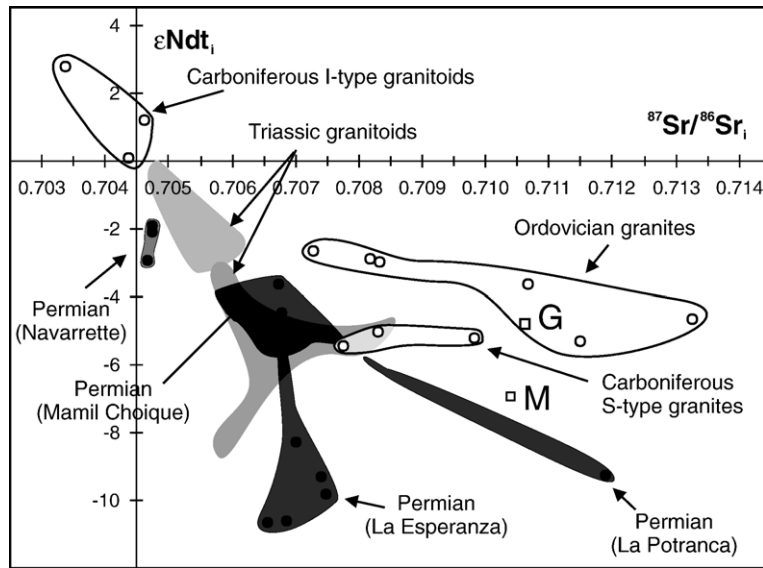 4
εNdtᵢ
Carboniferous I-type granitoids
2
Triassic granitoids
⁸⁷Sr/⁸⁶Srᵢ
0.703 0.704 0.705 0.706 0.707 0.708 0.709 0.710 0.711 0.712 0.713 0.714
-2
Ordovician granites
Permian
(Navarrette)
-4
G
-6
Permian
(Mamil Choique)
Carboniferous
S-type granites
M
-8
-10
Permian
(La Esperanza)
Permian
(La Potranca)